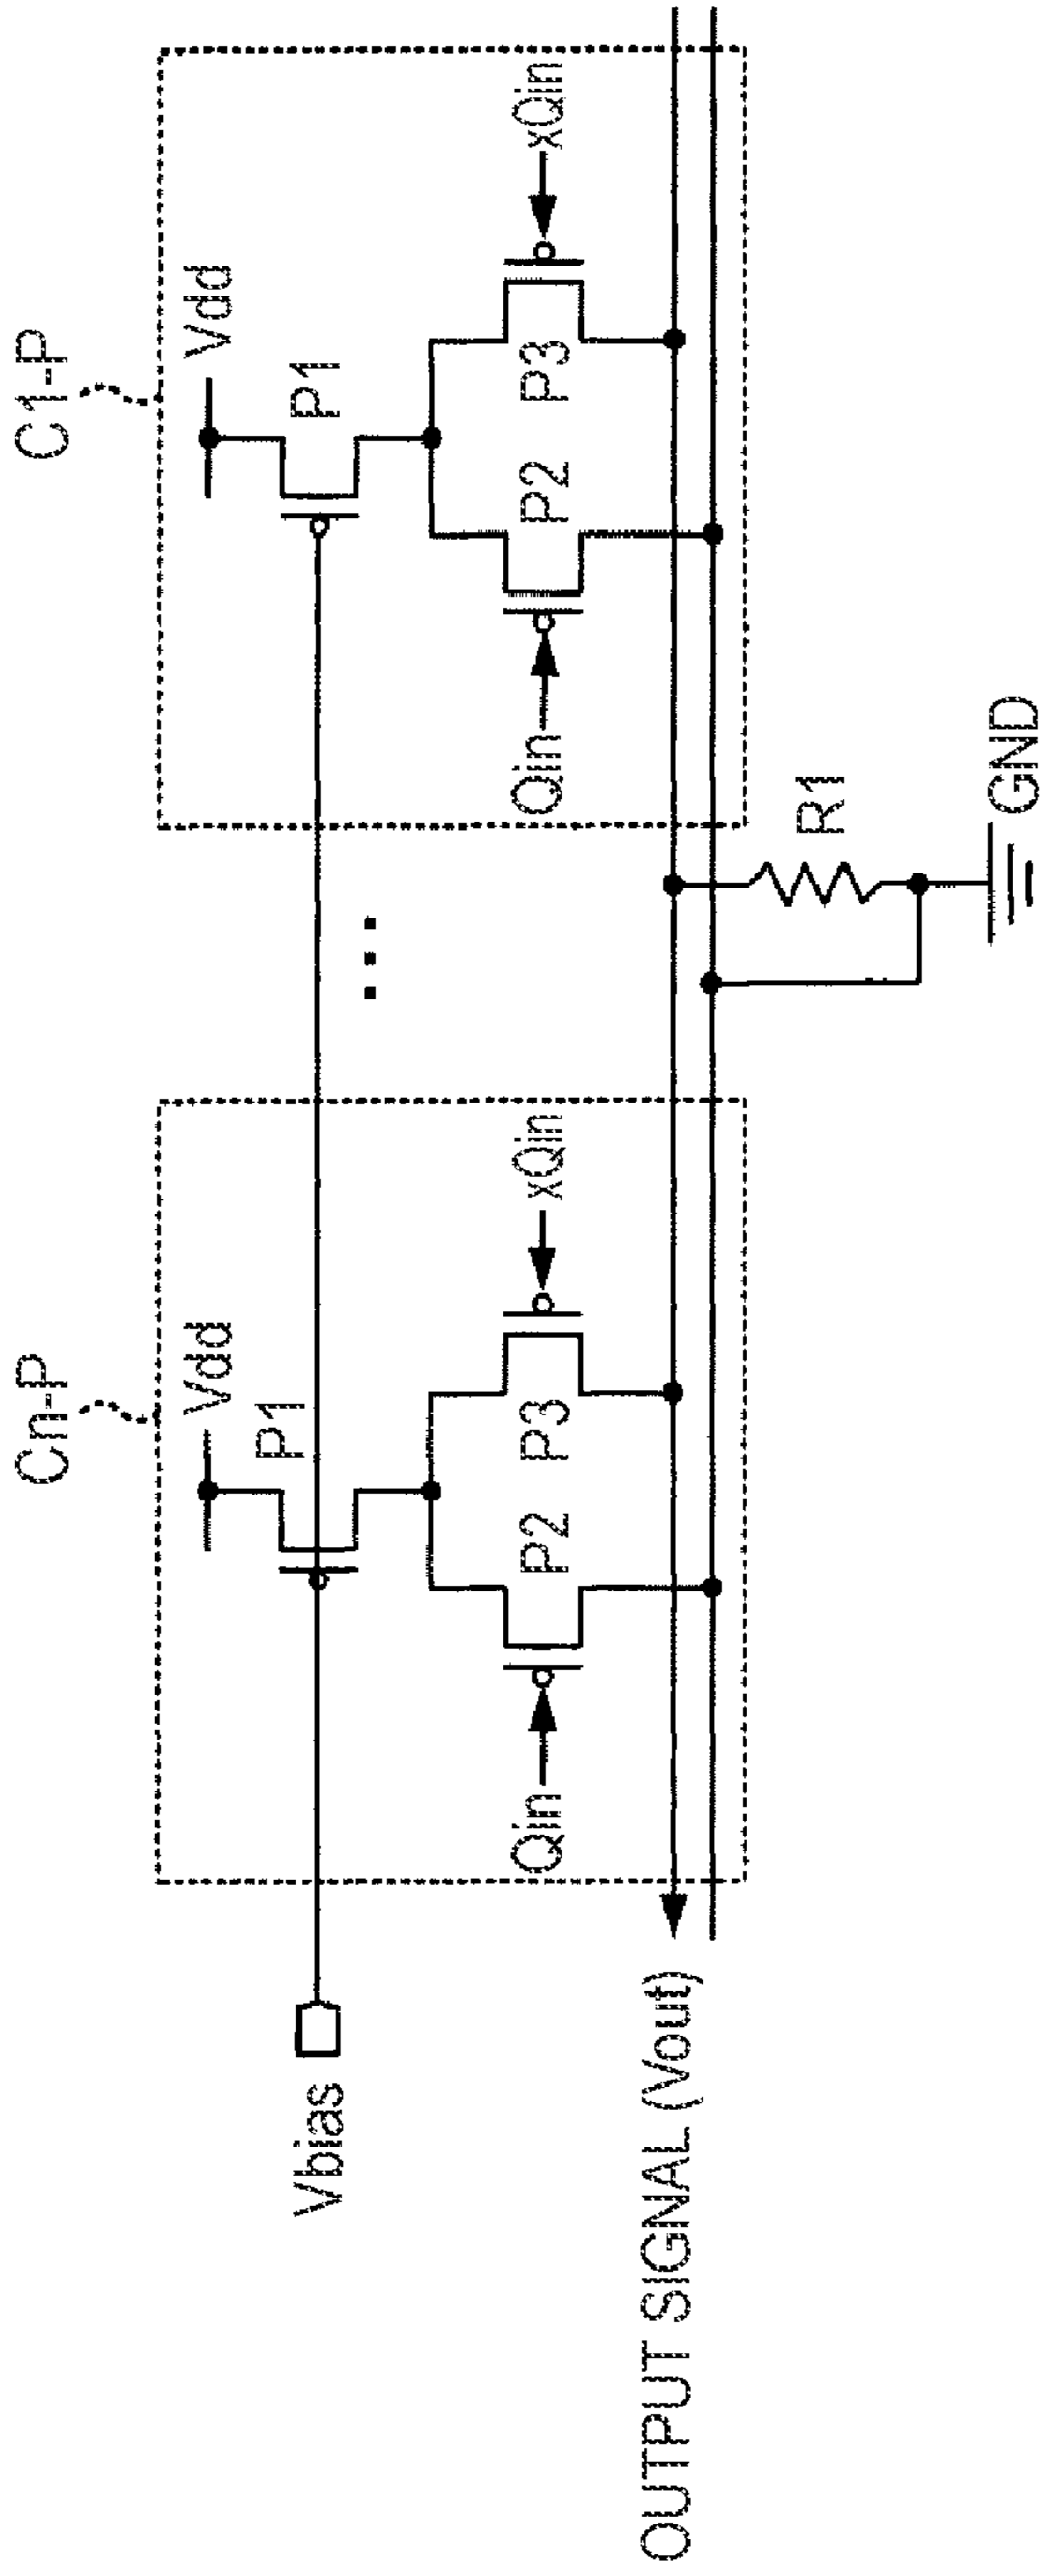 Cn-P
C1-P
Vdd
Vdd
P1
P1
Vbias
...
Qin
P2
P3
xQin
Qin
P2
P3
xQin
OUTPUT SIGNAL (Vout)
R1
GND